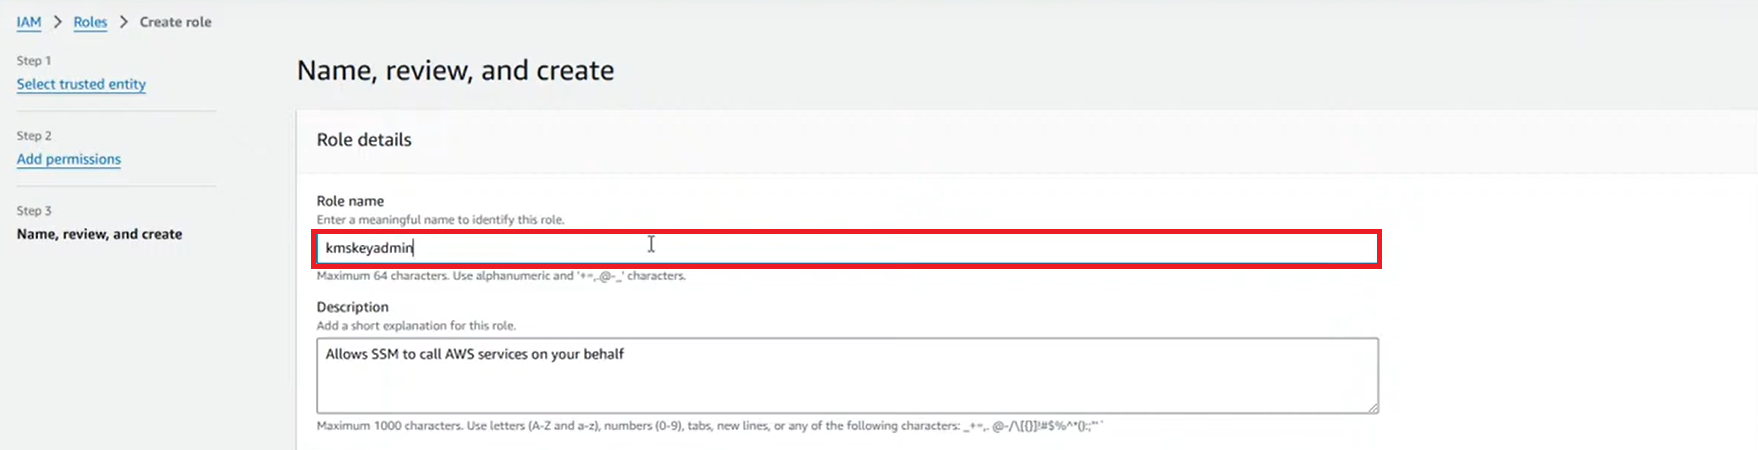 IAM > Roles > Create role
Step 1
Select trusted entity
Step 2
Add permissions
Step 3
Name, review, and create
Name, review, and create
Role details
Role name
Enter a meaningful name to identify this role.
kmskeyadmin
Maximum 64 characters. Use alphanumeric and '+=,.@-_' characters.
Description
Add a short explanation for this role.
Allows SSM to call AWS services on your behalf
Maximum 1000 characters. Use letters (A-Z and a-z), numbers (0-9), tabs, new lines, or any of the following characters: _+=,. @-/\[{}]!#$%^*();:"'`